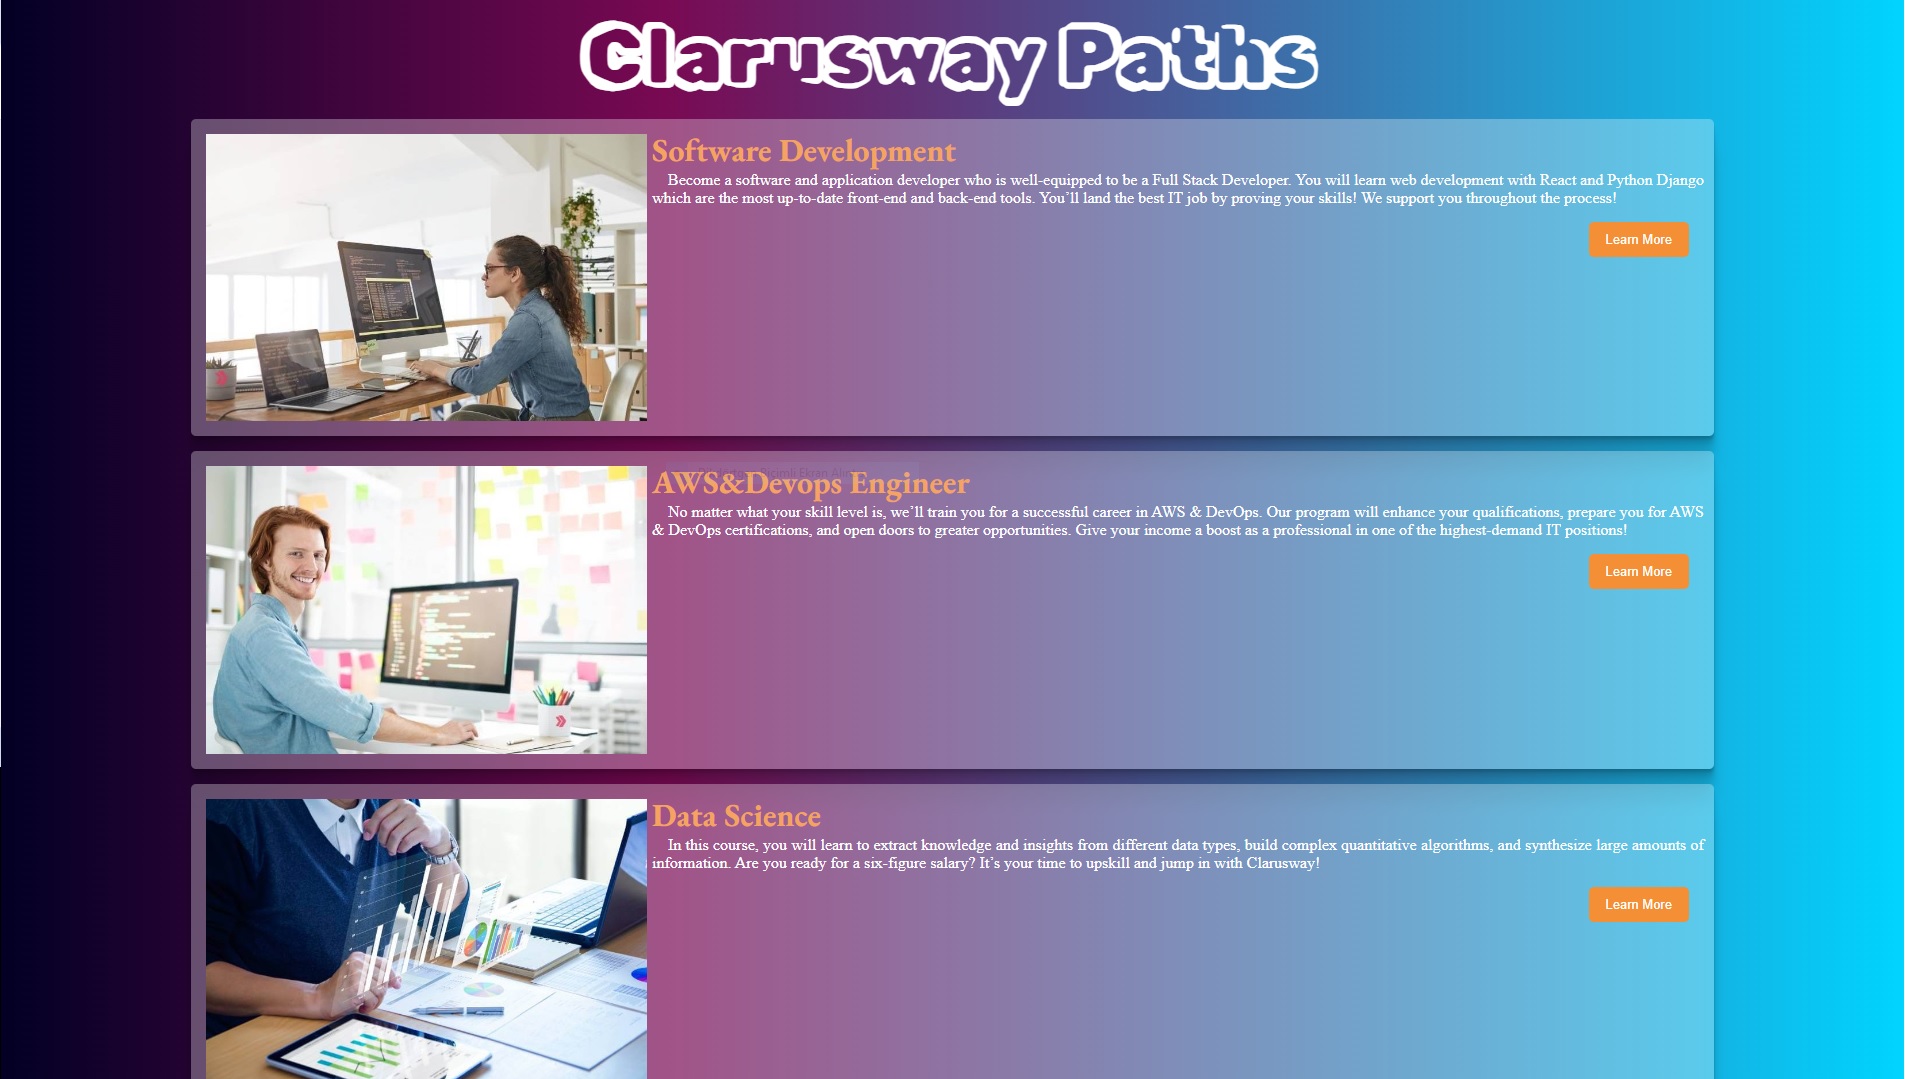 Clarusway Paths
Software Development
Become a software and application developer who is well-equipped to be a Full Stack Developer. You will learn web development with React and Python Django
which are the most up-to-date front-end and back-end tools. You’ll land the best IT job by proving your skills! We support you throughout the process!
Learn More
AWS&Devops Engineer
No matter what your skill level is, we’ll train you for a successful career in AWS & DevOps. Our program will enhance your qualifications, prepare you for AWS
& DevOps certifications, and open doors to greater opportunities. Give your income a boost as a professional in one of the highest-demand IT positions!
Learn More
Data Science
In this course, you will learn to extract knowledge and insights from different data types, build complex quantitative algorithms, and synthesize large amounts of
information. Are you ready for a six-figure salary? It’s your time to upskill and jump in with Clarusway!
Learn More